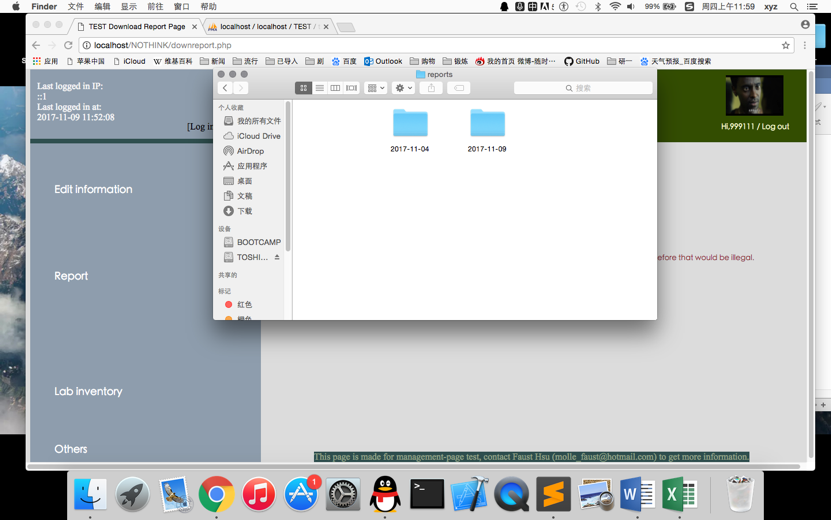 Finder 文件 编辑 显示 前往 窗口 帮助
99% 周四上午11:59 xyz
TEST Download Report Page
localhost / localhost / TEST /
localhost/NOTHINK/downreport.php
应用 苹果中国 iCloud 维基百科 新闻 流行 已导入 剧 百度 Outlook 购物 锻炼 我的首页 微博-随时⋯ GitHub 研一 天气预报_百度搜索
Last logged in IP:
::1
Last logged in at:
2017-11-09 11:52:08
[Log in
Hi,999111 / Log out
Edit information
Report
Lab inventory
Others
reports
搜索
个人收藏
我的所有文件
iCloud Drive
AirDrop
应用程序
桌面
文稿
下载
设备
BOOTCAMP
TOSHI...
共享的
标记
红色
橙色
2017-11-04
2017-11-09
efore that would be illegal.
This page is made for management-page test, contact Faust Hsu (molle_faust@hotmail.com) to get more information.
1